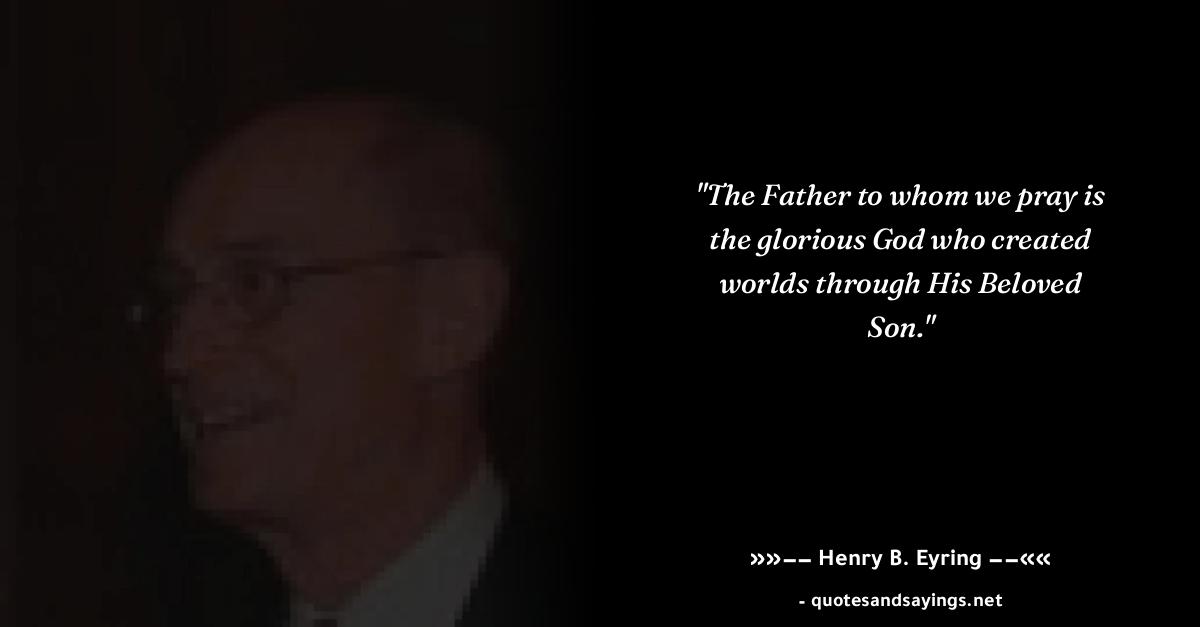 "The Father to whom we pray is
the glorious God who created
worlds through His Beloved
Son."
»»−− Henry B. Eyring −−««
- quotesandsayings.net